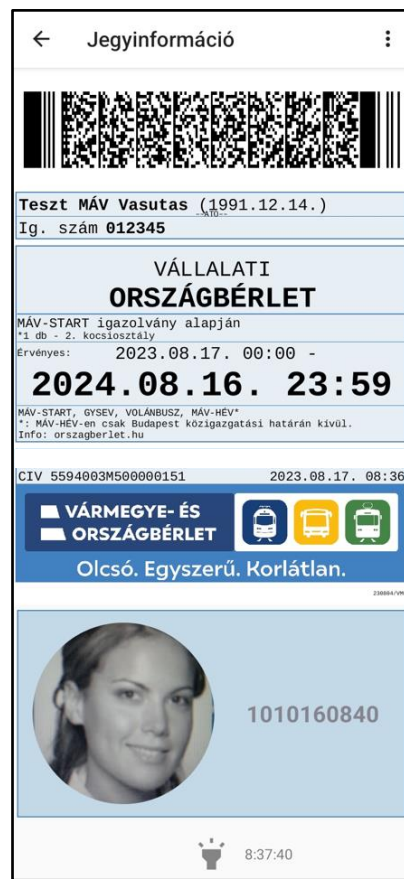 Jegyinformáció
Teszt MÁV Vasutas (1991.12.14.)
--ATO--
Ig. szám 012345
VÁLLALATI
ORSZÁGBÉRLET
MÁV-START igazolvány alapján
*1 db - 2. kocsiosztály
Érvényes: 2023.08.17. 00:00 -
2024.08.16. 23:59
MÁV-START, GYSEV, VOLÁNBUSZ, MÁV-HÉV*
*: MÁV-HÉV-en csak Budapest közigazgatási határán kívül.
Info: orszagberlet.hu
CIV 5594003M500000151 2023.08.17. 08:36
VÁRMEGYE- ÉS
ORSZÁGBÉRLET
Olcsó. Egyszerű. Korlátlan.
1010160840
8:37:40